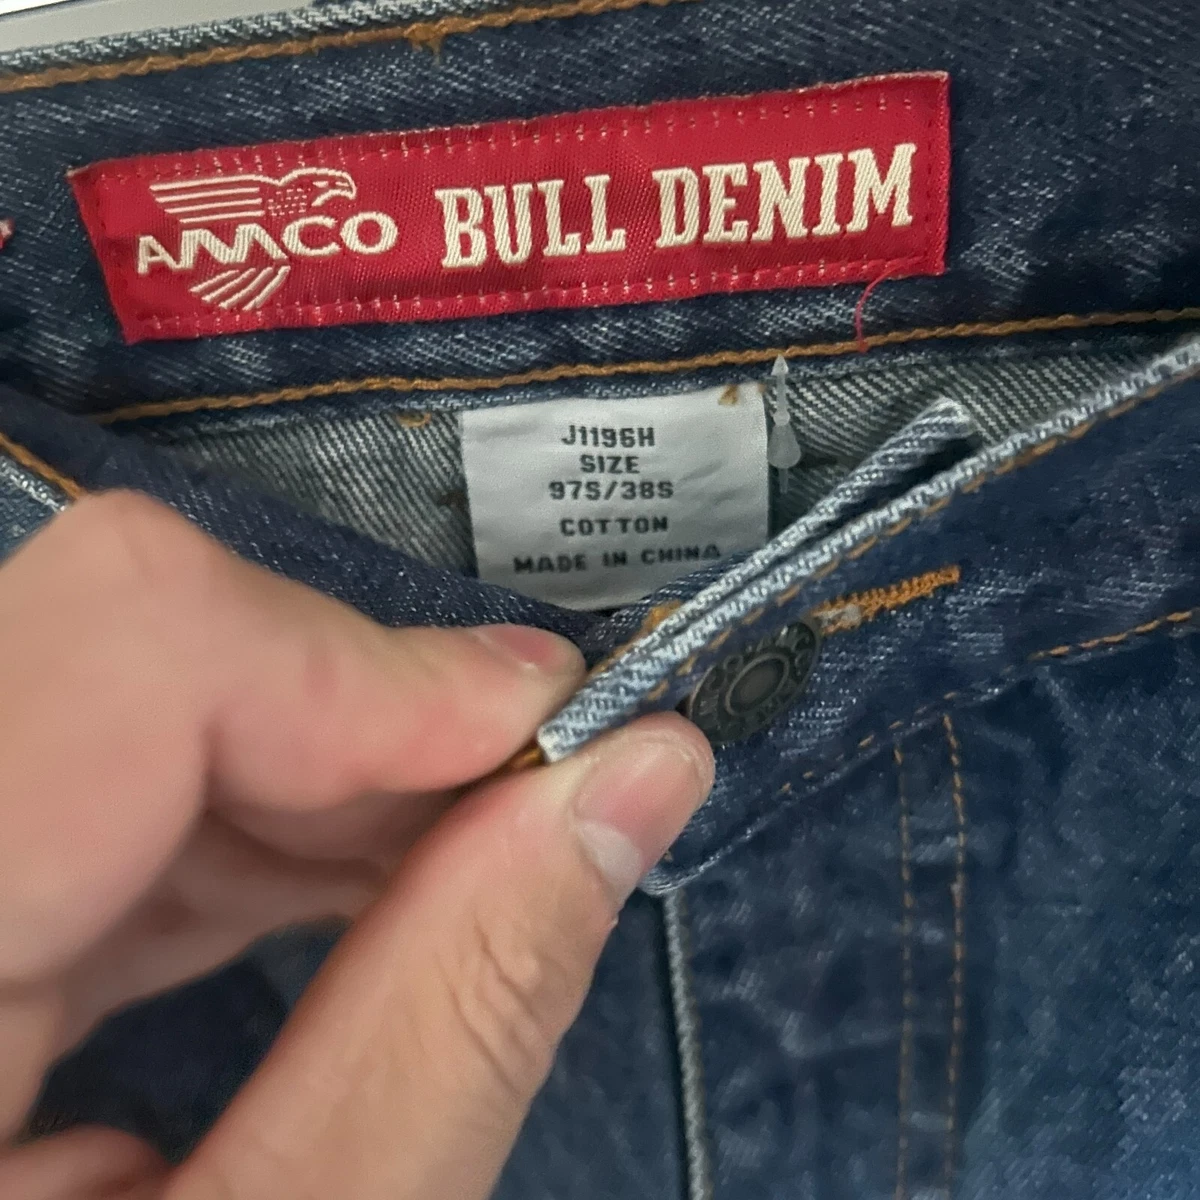 AMCO BULL DENIM
J1196H
SIZE
97S/38S
COTTON
MADE IN CHINA